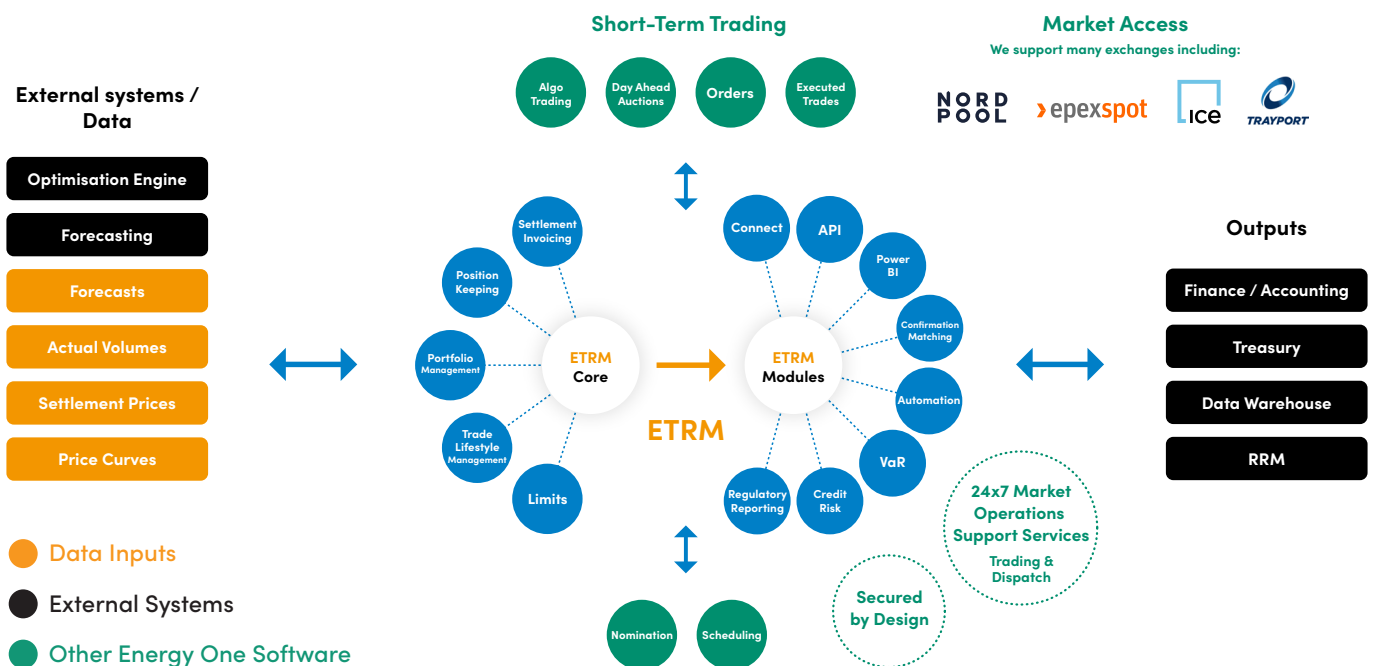 Short-Term Trading
Algo
Trading
Day Ahead
Auctions
Orders
Executed
Trades
Market Access
We support many exchanges including:
NORD
POOL
epexspot
ice
TRAYPORT
External systems /
Data
Optimisation Engine
Forecasting
Forecasts
Actual Volumes
Settlement Prices
Price Curves
Settlement
Invoicing
Position
Keeping
Portfolio
Management
Trade
Lifestyle
Management
Limits
ETRM
Core
ETRM
ETRM
Modules
Connect
API
Power
BI
Confirmation
Matching
Automation
VaR
Credit
Risk
Regulatory
Reporting
Outputs
Finance / Accounting
Treasury
Data Warehouse
RRM
24x7 Market
Operations
Support Services
Trading &
Dispatch
Secured
by Design
Nomination
Scheduling
Data Inputs
External Systems
Other Energy One Software